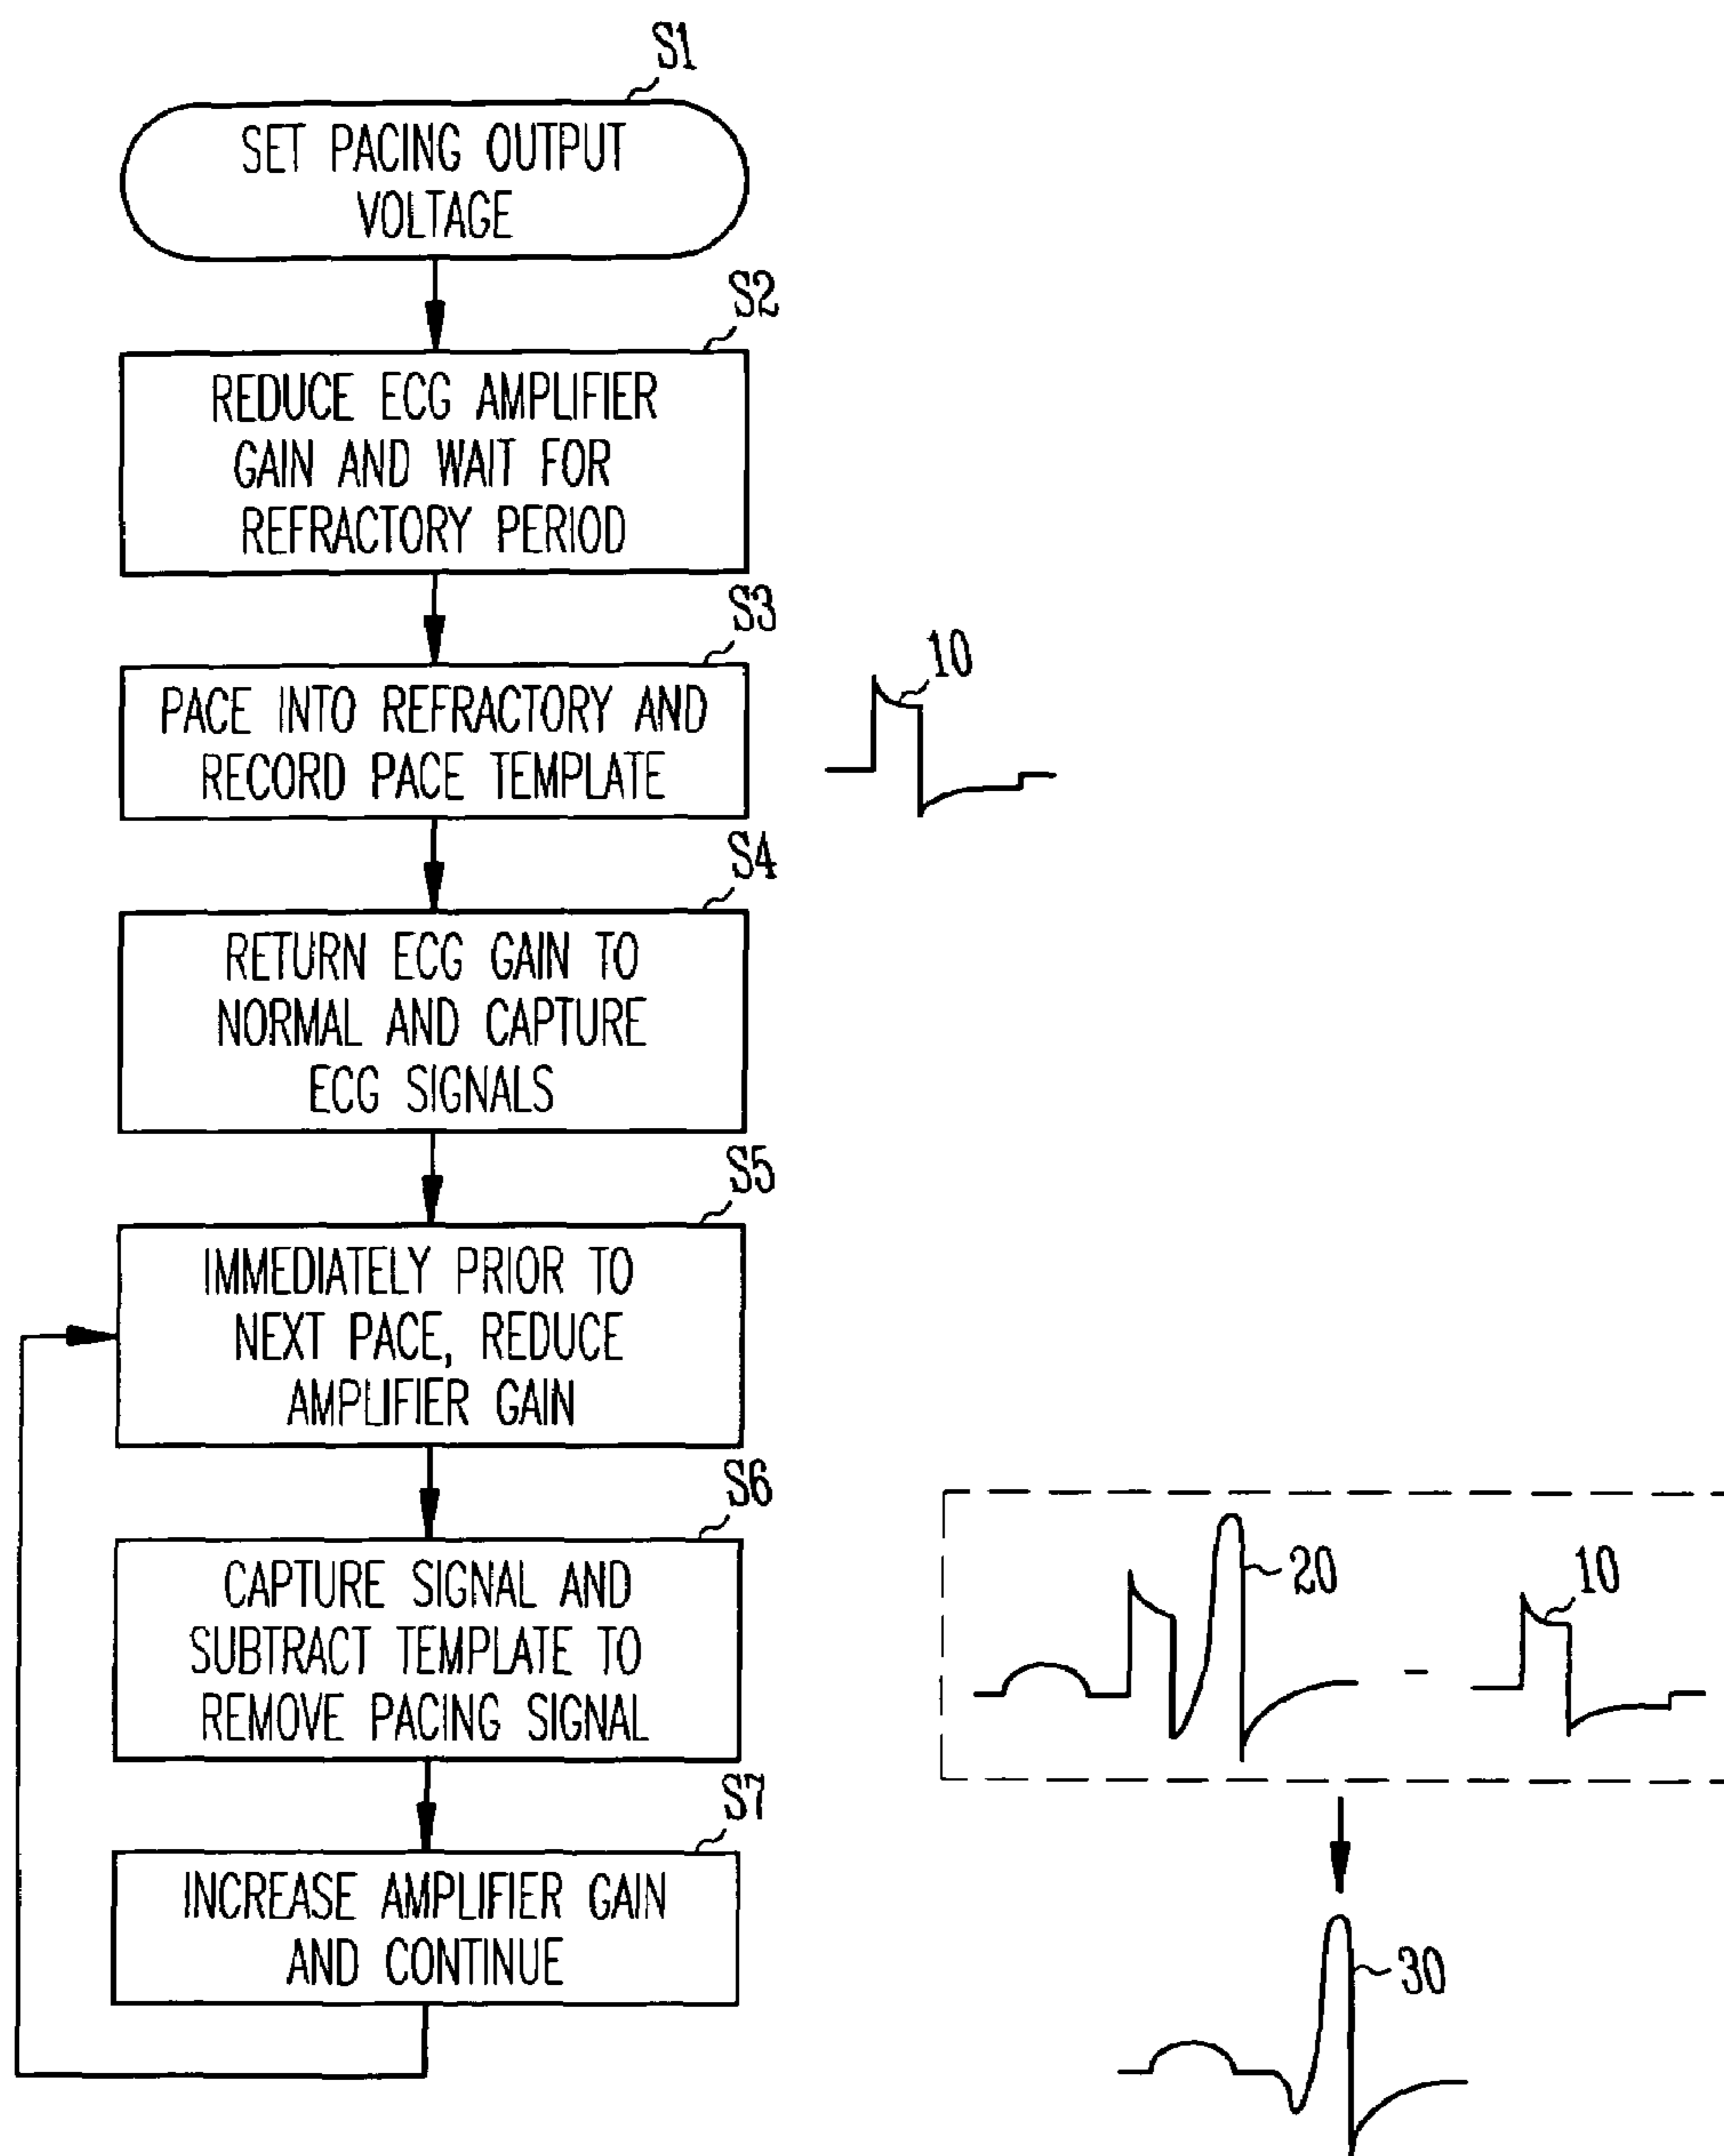 S1
SET PACING OUTPUT
VOLTAGE
S2
REDUCE ECG AMPLIFIER
GAIN AND WAIT FOR
REFRACTORY PERIOD
S3
PACE INTO REFRACTORY AND
RECORD PACE TEMPLATE
10
S4
RETURN ECG GAIN TO
NORMAL AND CAPTURE
ECG SIGNALS
S5
IMMEDIATELY PRIOR TO
NEXT PACE, REDUCE
AMPLIFIER GAIN
S6
CAPTURE SIGNAL AND
SUBTRACT TEMPLATE TO
REMOVE PACING SIGNAL
20
-
10
S7
INCREASE AMPLIFIER GAIN
AND CONTINUE
30